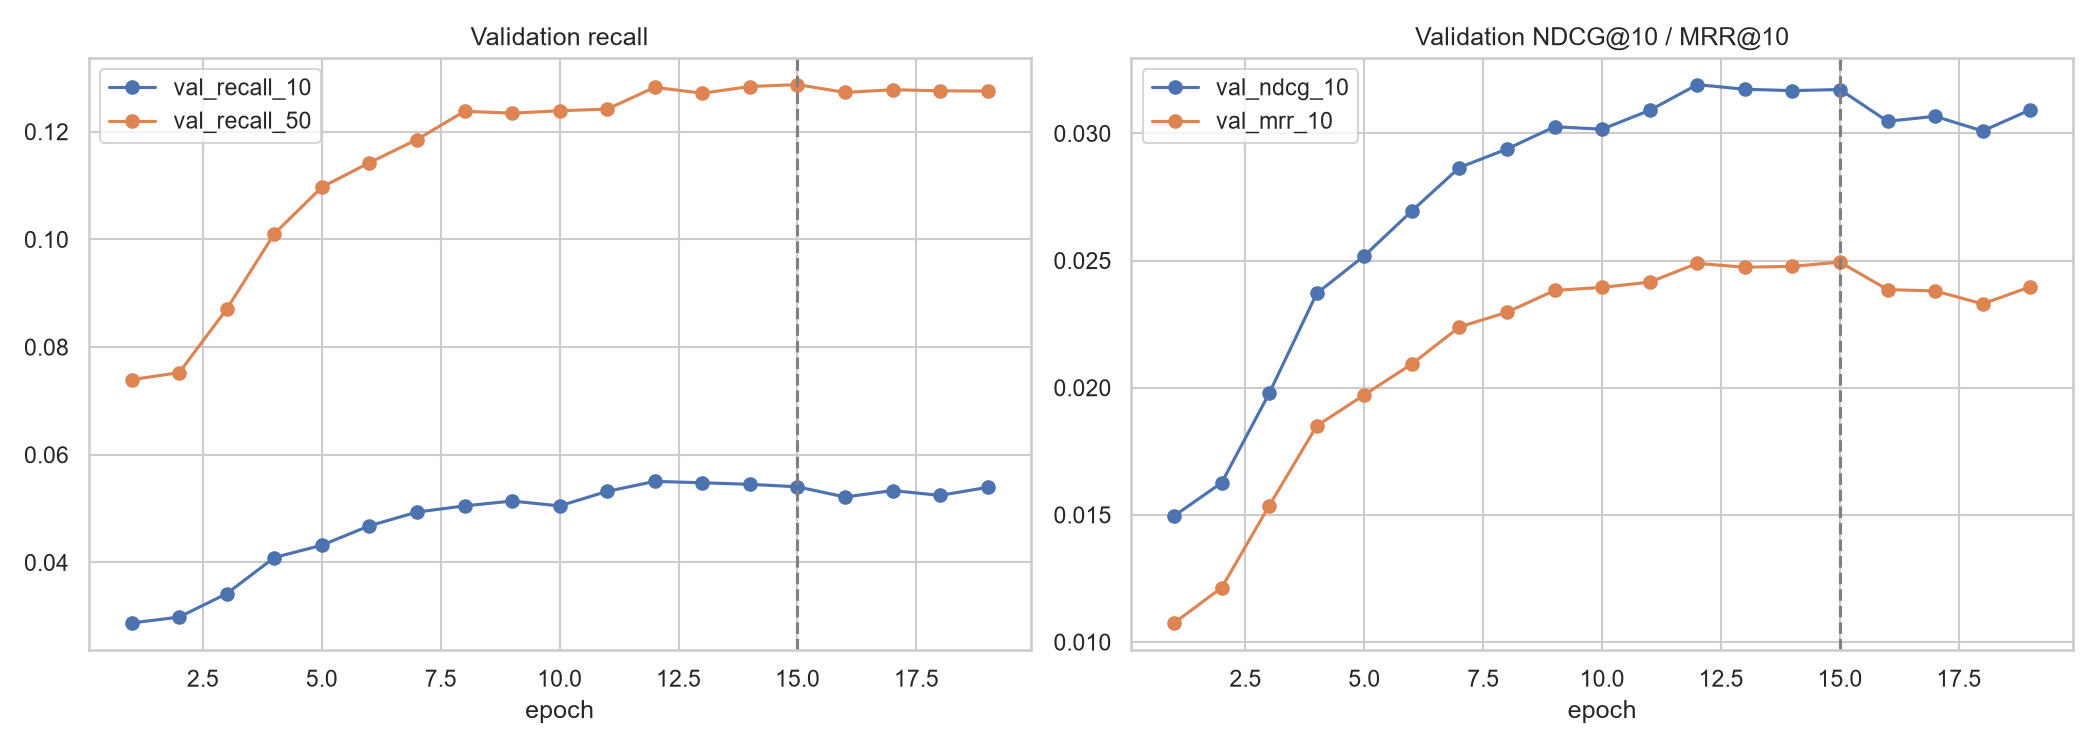 Validation recall
val_recall_10
val_recall_50
0.12
0.10
0.08
0.06
0.04
2.5 5.0 7.5 10.0 12.5 15.0 17.5
epoch
Validation NDCG@10 / MRR@10
val_ndcg_10
val_mrr_10
0.030
0.025
0.020
0.015
0.010
2.5 5.0 7.5 10.0 12.5 15.0 17.5
epoch